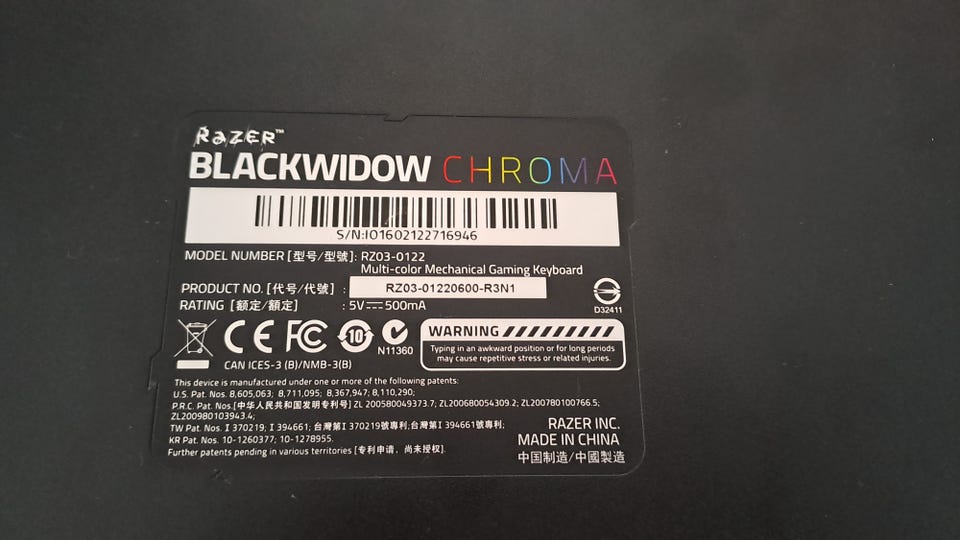 RAZER™
BLACKWIDOW CHROMA
S/N:IO1602122716946
MODEL NUMBER [型号/型號]: RZ03-0122
Multi-color Mechanical Gaming Keyboard
PRODUCT NO. [代号/代號] : RZ03-01220600-R3N1
RATING [额定/額定] : 5V⎓500mA
D32411
CE FC 10 N11360
CAN ICES-3 (B)/NMB-3(B)
WARNING
Typing in an awkward position or for long periods
may cause repetitive stress or related injuries.
This device is manufactured under one or more of the following patents:
U.S. Pat. Nos. 8,605,063; 8,711,095; 8,367,947; 8,110,290;
P.R.C. Pat. Nos.[中华人民共和国发明专利号] ZL 200580049373.7; ZL200680054309.2; ZL200780100766.5;
ZL200980103943.4;
TW Pat. Nos. I 370219; I 394661; 台灣第I 370219號專利;台灣第I 394661號專利;
KR Pat. Nos. 10-1260377; 10-1278955.
Further patents pending in various territories [专利申请，尚未授权].
RAZER INC.
MADE IN CHINA
中国制造/中國製造